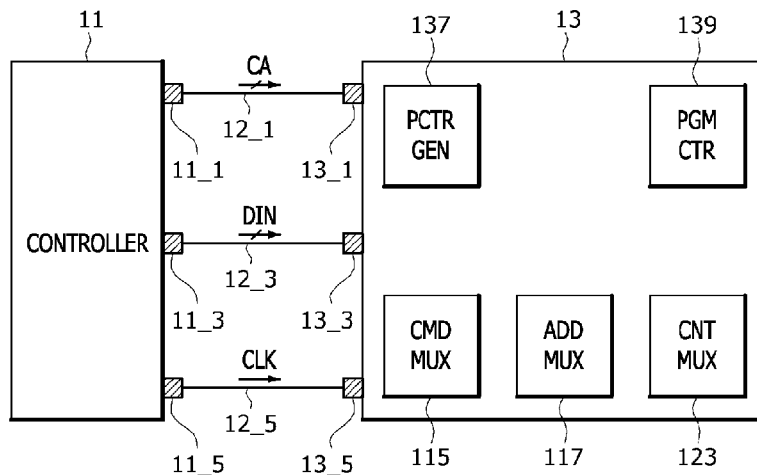 11
137
13
139
CA
12_1
11_1
13_1
PCTR
GEN
PGM
CTR
CONTROLLER
DIN
12_3
11_3
13_3
CMD
MUX
ADD
MUX
CNT
MUX
CLK
12_5
11_5
13_5
115
117
123